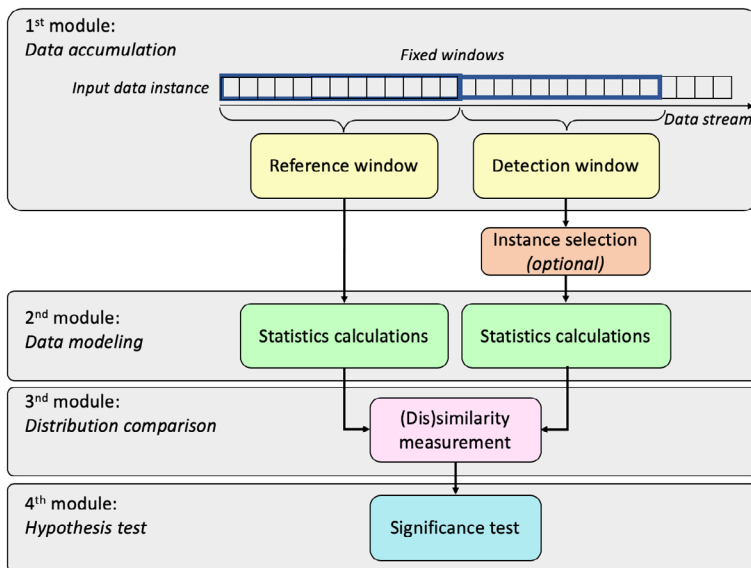 1st module:
Data accumulation
Fixed windows
Input data instance
Data stream
Reference window
Detection window
Instance selection
(optional)
2nd module:
Data modeling
Statistics calculations
Statistics calculations
3rd module:
Distribution comparison
(Dis)similarity
measurement
4th module:
Hypothesis test
Significance test